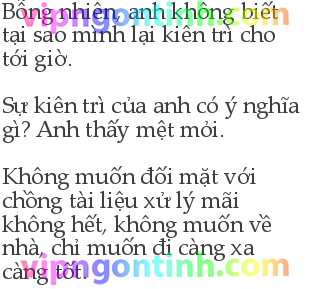 Bỗng nhiên, anh không biết
vipngontinh.com
tại sao mình lại kiên trì cho
tới giờ.
Sự kiên trì của anh có ý nghĩa
gì? Anh thấy mệt mỏi.
Không muốn đối mặt với
chồng tài liệu xử lý mãi
không hết, không muốn về
nhà, chỉ muốn đi càng xa
càng tốt.
vipngontinh.com